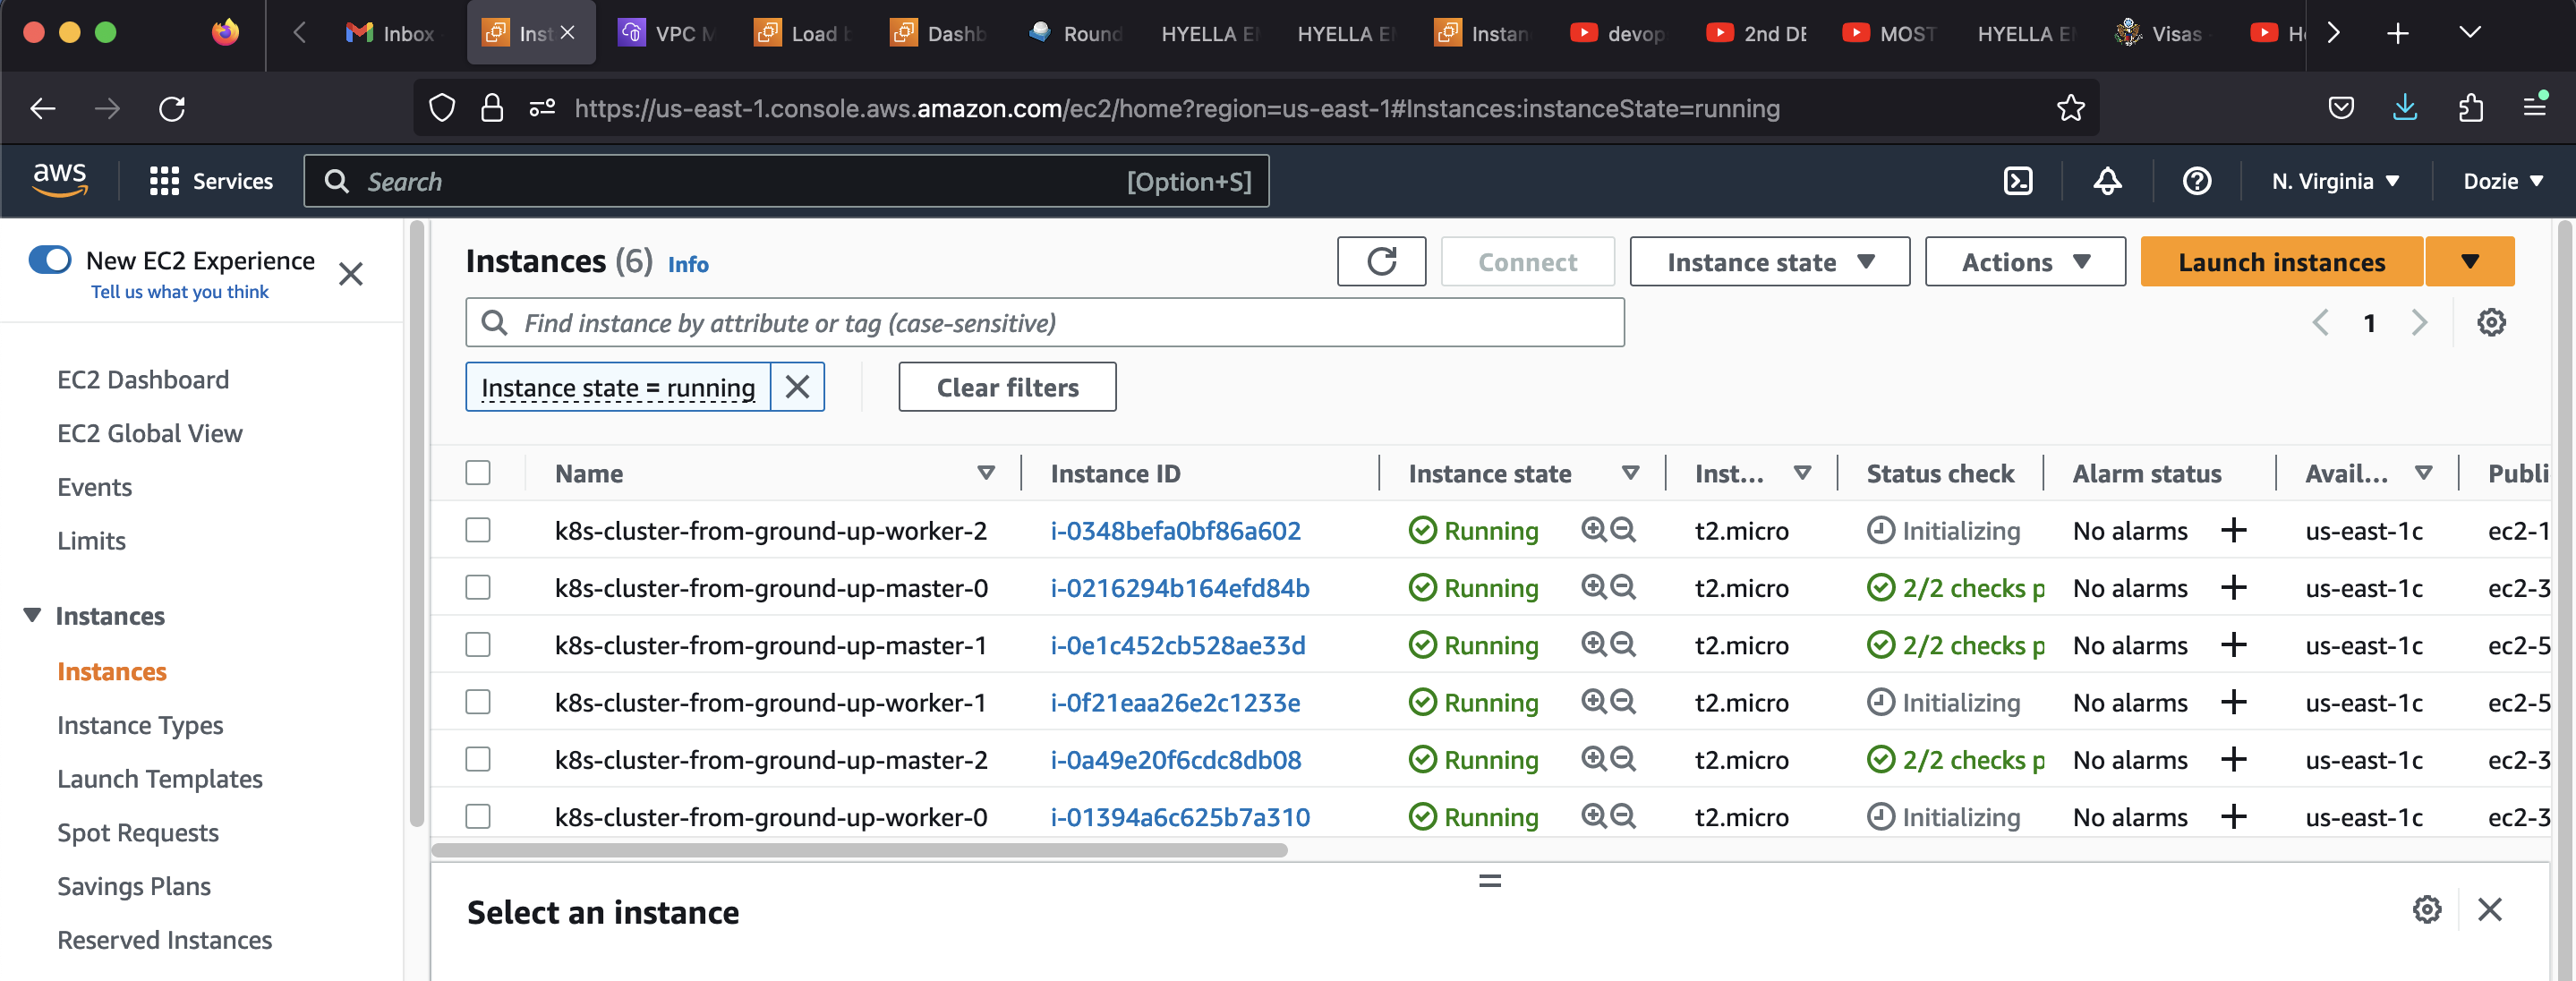 Inbox
Inst
VPC M
Load b
Dashb
Round
HYELLA E
HYELLA E
Instan
devop
2nd DE
MOST
HYELLA E
Visas
H
https://us-east-1.console.aws.amazon.com/ec2/home?region=us-east-1#Instances:instanceState=running
aws
Services
Search
[Option+S]
N. Virginia
Dozie
New EC2 Experience
Tell us what you think
EC2 Dashboard
EC2 Global View
Events
Limits
Instances
Instances
Instance Types
Launch Templates
Spot Requests
Savings Plans
Reserved Instances
Instances (6) Info
Connect
Instance state
Actions
Launch instances
Find instance by attribute or tag (case-sensitive)
1
Instance state = running
Clear filters
Name Instance ID Instance state Inst... Status check Alarm status Avail... Publi
k8s-cluster-from-ground-up-worker-2 i-0348befa0bf86a602 Running t2.micro Initializing No alarms + us-east-1c ec2-1
k8s-cluster-from-ground-up-master-0 i-0216294b164efd84b Running t2.micro 2/2 checks p No alarms + us-east-1c ec2-3
k8s-cluster-from-ground-up-master-1 i-0e1c452cb528ae33d Running t2.micro 2/2 checks p No alarms + us-east-1c ec2-5
k8s-cluster-from-ground-up-worker-1 i-0f21eaa26e2c1233e Running t2.micro Initializing No alarms + us-east-1c ec2-5
k8s-cluster-from-ground-up-master-2 i-0a49e20f6cdc8db08 Running t2.micro 2/2 checks p No alarms + us-east-1c ec2-3
k8s-cluster-from-ground-up-worker-0 i-01394a6c625b7a310 Running t2.micro Initializing No alarms + us-east-1c ec2-3
Select an instance